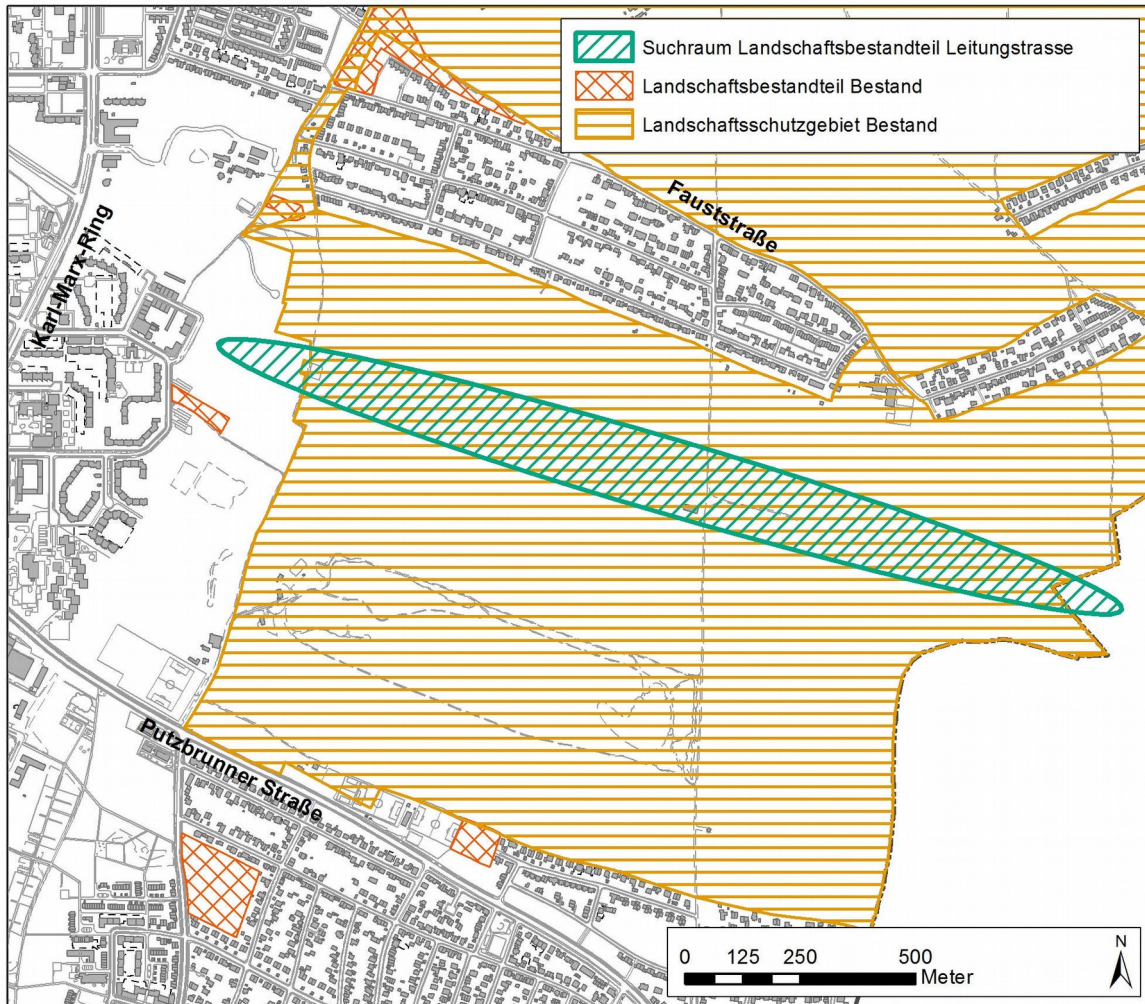 Suchraum Landschaftsbestandteil Leitungstrasse
Landschaftsbestandteil Bestand
Landschaftsschutzgebiet Bestand
Fauststraße
Karl-Marx-Ring
Putzbrunner Straße
0 125 250 500
Meter
N